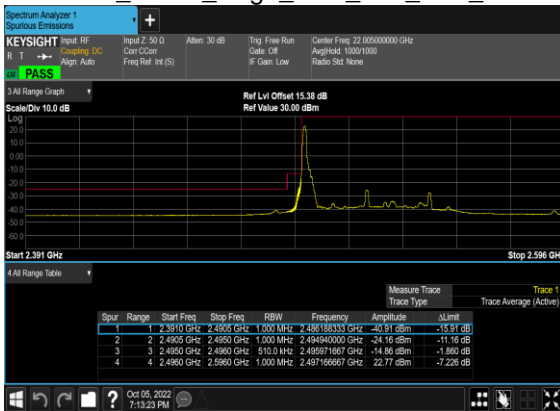 Spectrum Analyzer 1
Spurious Emissions
+
KEYSIGHT Input: RF Input Z: 50 Ω Atten: 30 dB Trig: Free Run Center Freq: 22.005000000 GHz
R T Coupling: DC Corr CCorr Gate: Off Avg|Hold: 1000/1000
Align: Auto Freq Ref: Int (S) IF Gain: Low Radio Std: None
PASS
3 All Range Graph Ref Lvl Offset 15.38 dB
Scale/Div 10.0 dB Ref Value 30.00 dBm
Log
20.0
10.0
0.00
-10.0
-20.0
-30.0
-40.0
-50.0
-60.0
Start 2.391 GHz Stop 2.596 GH
4 All Range Table
Measure Trace Trace 1
Trace Type Trace Average (Active)
Spur Range Start Freq Stop Freq RBW Frequency Amplitude ΔLimit
1 1 2.3910 GHz 2.4905 GHz 1.000 MHz 2.486188333 GHz -40.91 dBm -15.91 dB
2 2 2.4905 GHz 2.4950 GHz 1.000 MHz 2.494940000 GHz -24.16 dBm -11.16 dB
3 3 2.4950 GHz 2.4960 GHz 510.0 kHz 2.495971667 GHz -14.86 dBm -1.860 dB
4 4 2.4960 GHz 2.5960 GHz 1.000 MHz 2.497166667 GHz 22.77 dBm -7.226 dB
? Oct 05, 2022
7:13:23 PM